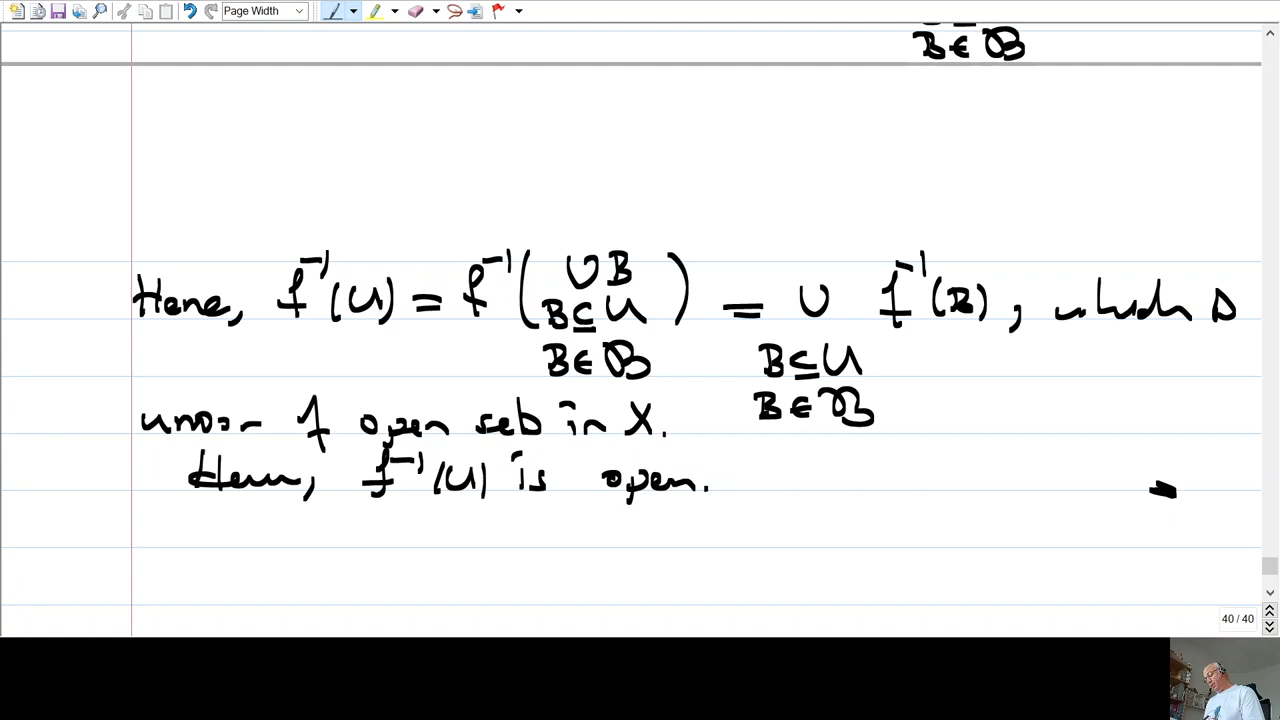 Page Width
B ∈ 𝓑
Hence, f⁻¹(U) = f⁻¹( ∪ B ) = ∪ f⁻¹(B), which is
B ⊆ U
B ∈ 𝓑
B ⊆ U
B ∈ 𝓑
union of open sets in X.
Hence, f⁻¹(U) is open.
40 / 40